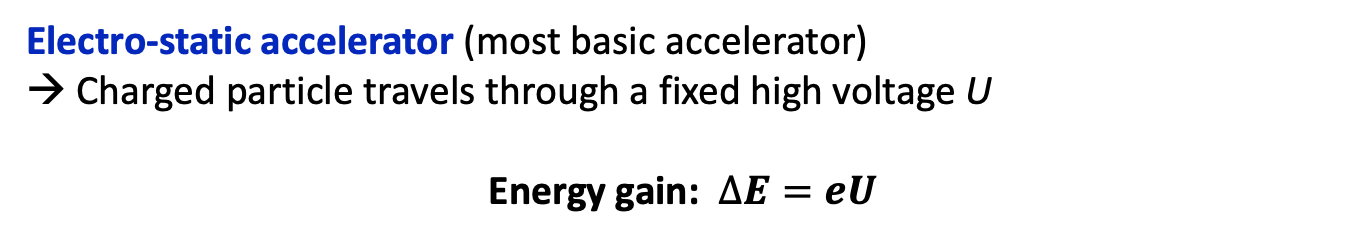 Electro-static accelerator (most basic accelerator)
→ Charged particle travels through a fixed high voltage U
Energy gain: ΔE = eU